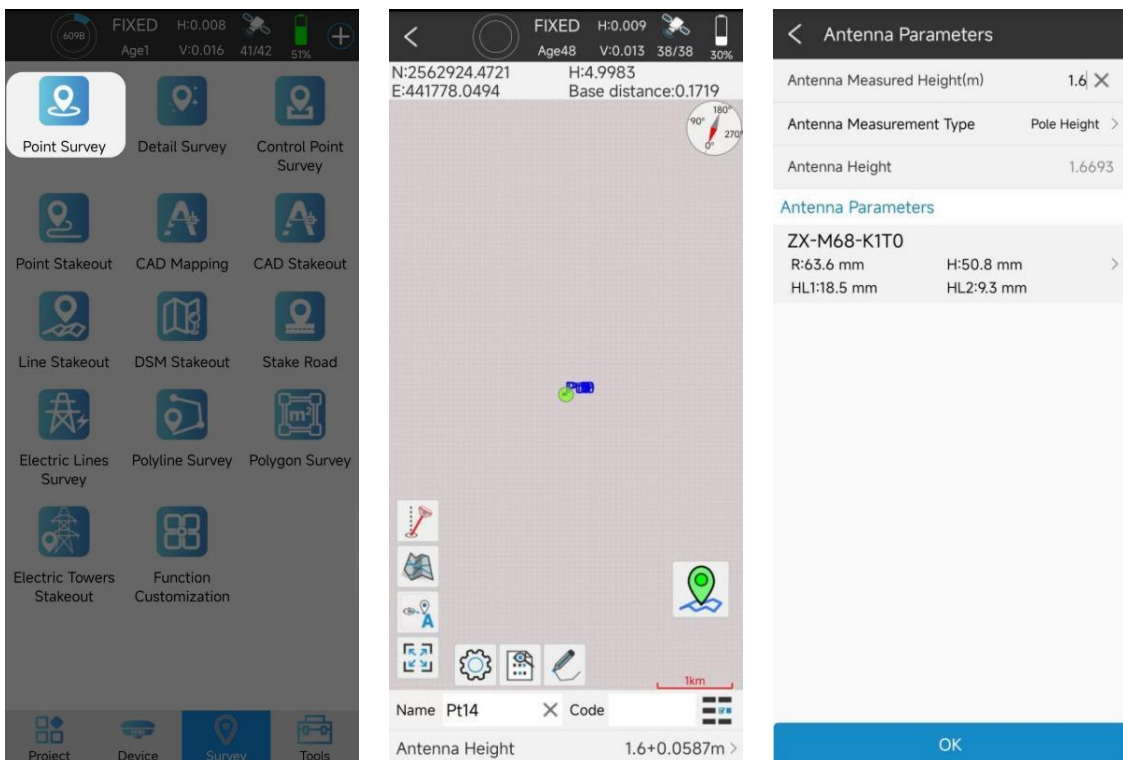 609B
FIXED H:0.008
Age1 V:0.016 41/42 51%
Point Survey
Detail Survey
Control Point
Survey
Point Stakeout
CAD Mapping
CAD Stakeout
Line Stakeout
DSM Stakeout
Stake Road
m²
Electric Lines
Survey
Polyline Survey
Polygon Survey
Electric Towers
Stakeout
Function
Customization
Project
Device
Survey
Tools
FIXED H:0.009
Age48 V:0.013 38/38 30%
N:2562924.4721 H:4.9983
E:441778.0494 Base distance:0.1719
180°
90°
270°
0°
A
1km
Name Pt14 Code
Antenna Height 1.6+0.0587m >
Antenna Parameters
Antenna Measured Height(m) 1.6
Antenna Measurement Type Pole Height >
Antenna Height 1.6693
Antenna Parameters
ZX-M68-K1T0
R:63.6 mm H:50.8 mm
HL1:18.5 mm HL2:9.3 mm
OK